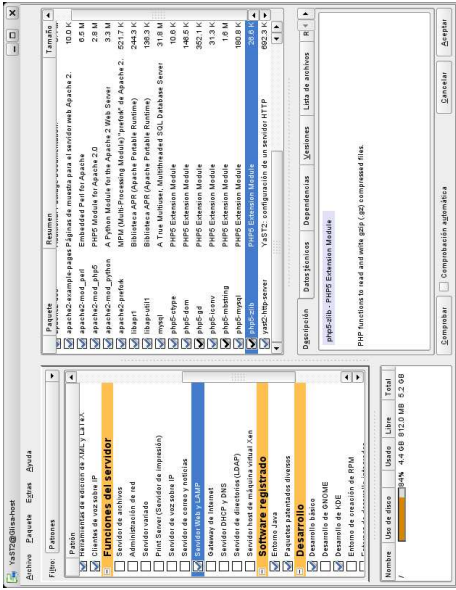 YaST2@dirisa-host
Archivo Paquete Extras Ayuda
Filtro: Patrones
Patrón
Herramientas de edición de XML y LaTeX
Clientes de voz sobre IP
Funciones del servidor
Servidor de archivos
Administración de red
Servidor vaciado
Print Server (Servidor de impresión)
Servidor de voz sobre IP
Servidor de correo y noticias
Servidor Web y LAMP
Gateway de Internet
Servidor DHCP y DNS
Servidor de directorios (LDAP)
Servidor host de máquina virtual Xen
Software registrado
Entorno Java
Paquetes patentados diversos
Desarrollo
Desarrollo básico
Desarrollo de GNOME
Desarrollo de KDE
Entorno de creación de RPM
Nombre Uso de disco Usado Libre Total
/ 84% 4.4 GB 812.0 MB 5.2 GB
Paquete Resumen Tamaño
apache2-example-pages Páginas de muestra para el servidor web Apache 2. 10.0 K
apache2-mod_perl Embedded Perl for Apache 6.5 M
apache2-mod_php5 PHP5 Module for Apache 2.0 2.8 M
apache2-mod_python A Python Module for the Apache 2 Web Server 3.3 M
apache2-prefork MPM (Multi-Processing Module) "prefork" de Apache 2. 521.7 K
libapr1 Biblioteca APR (Apache Portable Runtime) 244.3 K
libapr-util1 Biblioteca APR (Apache Portable Runtime) 136.3 K
mysql A True Multiuser, Multithreaded SQL Database Server 31.8 M
php5-ctype PHP5 Extension Module 10.6 K
php5-dom PHP5 Extension Module 146.5 K
php5-gd PHP5 Extension Module 352.1 K
php5-iconv PHP5 Extension Module 31.3 K
php5-mbstring PHP5 Extension Module 1.6 M
php5-mysql PHP5 Extension Module 180.8 K
php5-zlib PHP5 Extension Module 26.6 K
yast2-http-server YaST2: configuración de un servidor HTTP 692.3 K
Descripción Datos técnicos Dependencias Versiones Lista de archivos R
php5-zlib - PHP5 Extension Module
PHP functions to read and write gzip (.gz) compressed files.
Comprobar Comprobación automática Cancelar Aceptar